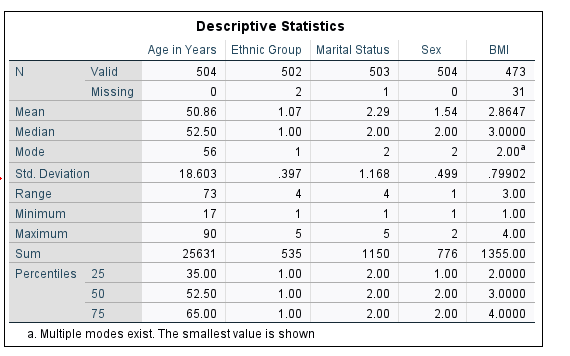 Descriptive Statistics
Age in Years Ethnic Group Marital Status Sex BMI
N Valid 504 502 503 504 473
Missing 0 2 1 0 31
Mean 50.86 1.07 2.29 1.54 2.8647
Median 52.50 1.00 2.00 2.00 3.0000
Mode 56 1 2 2 2.00a
Std. Deviation 18.603 .397 1.168 .499 .79902
Range 73 4 4 1 3.00
Minimum 17 1 1 1 1.00
Maximum 90 5 5 2 4.00
Sum 25631 535 1150 776 1355.00
Percentiles 25 35.00 1.00 2.00 1.00 2.0000
50 52.50 1.00 2.00 2.00 3.0000
75 65.00 1.00 2.00 2.00 4.0000
a. Multiple modes exist. The smallest value is shown